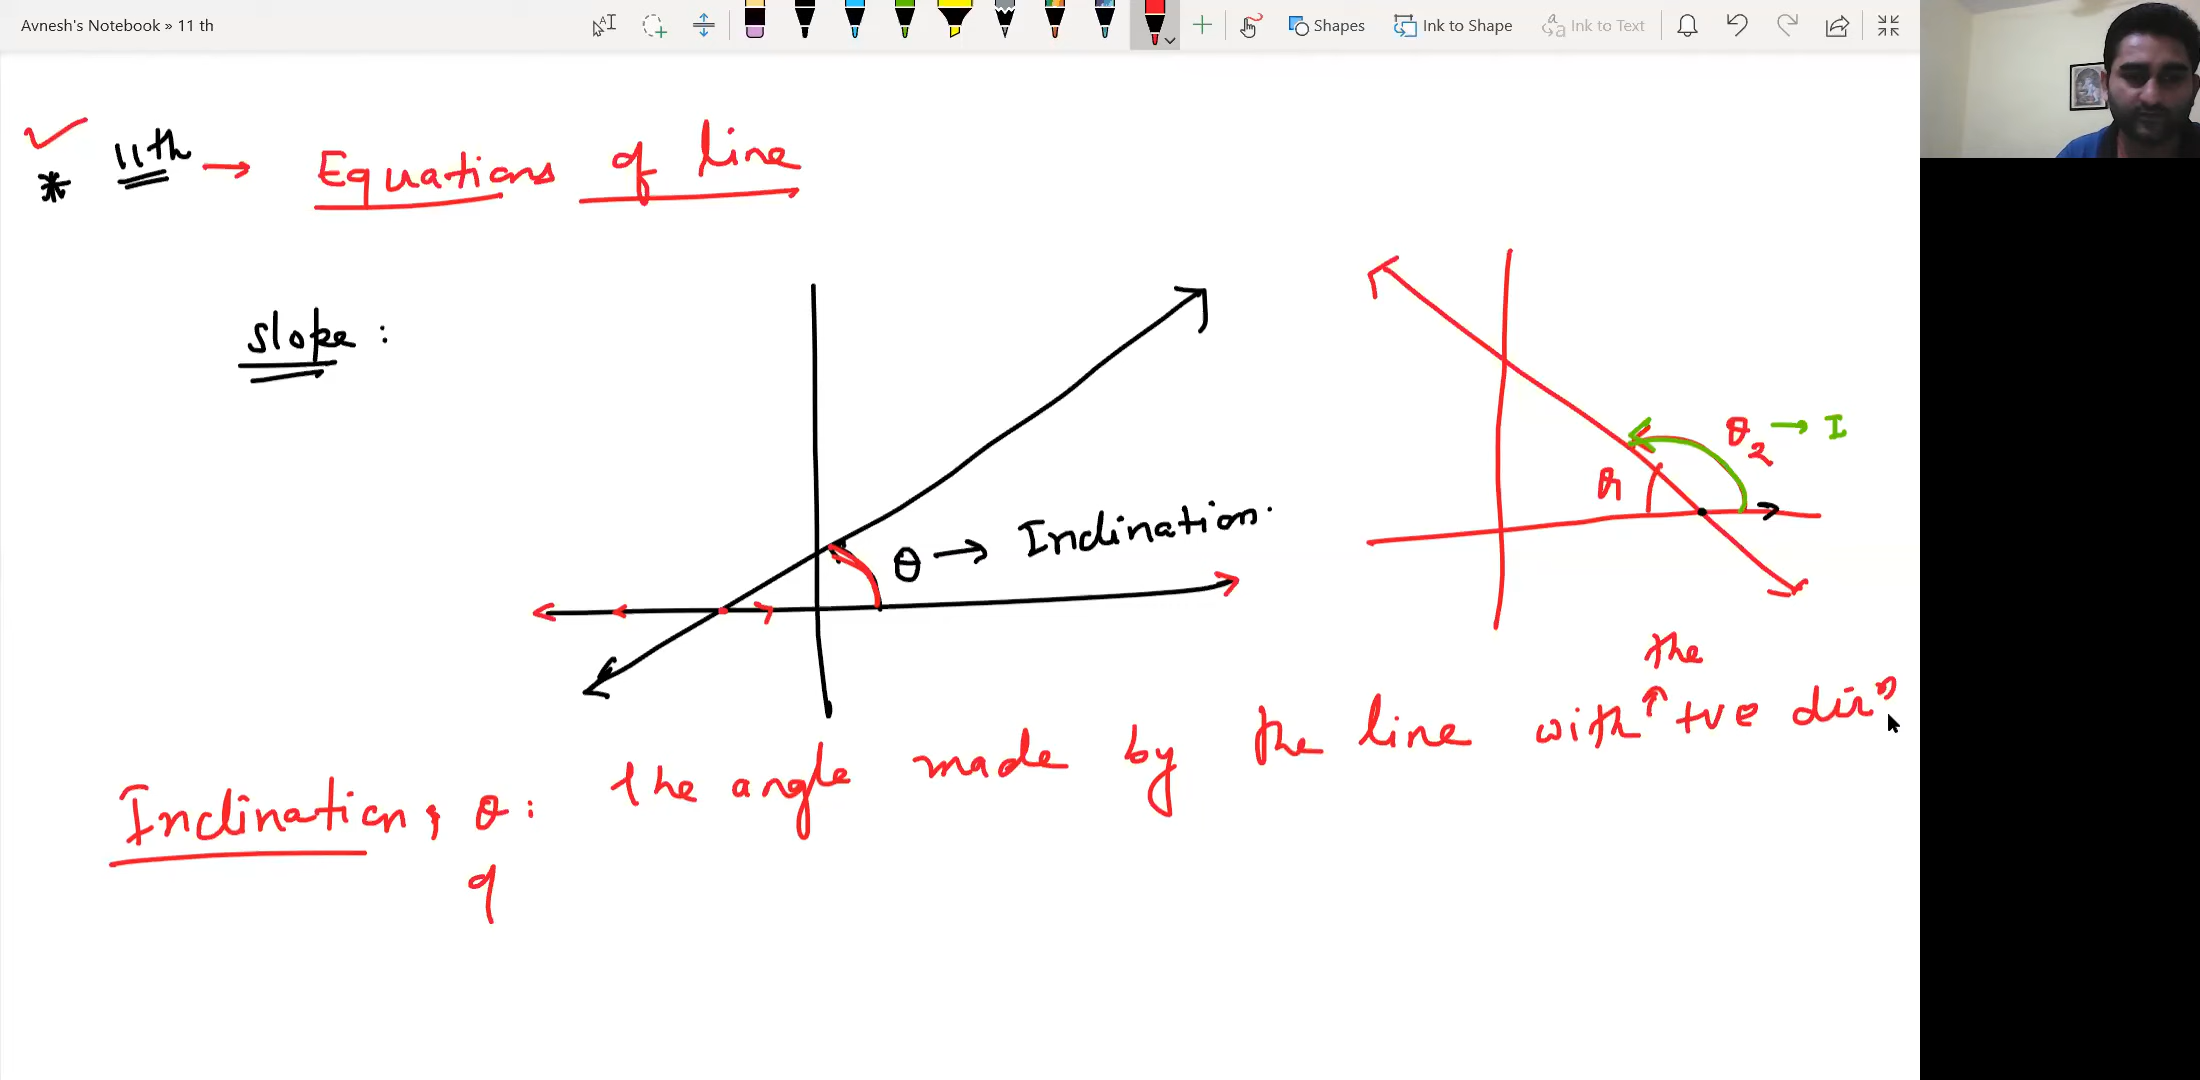 Avnesh's Notebook » 11 th
Shapes
Ink to Shape
Ink to Text
* 11th → Equations of line
slope :
θ → Inclination.
θ1
θ2 → I
the
Inclination, θ : the angle made by the line with ↑ +ve dirn
of